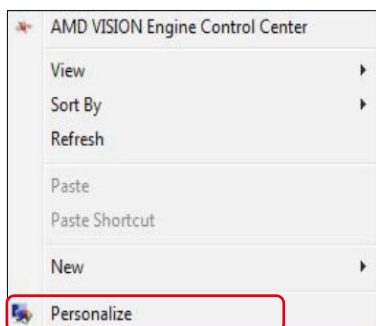 AMD VISION Engine Control Center
View
Sort By
Refresh
Paste
Paste Shortcut
New
Personalize